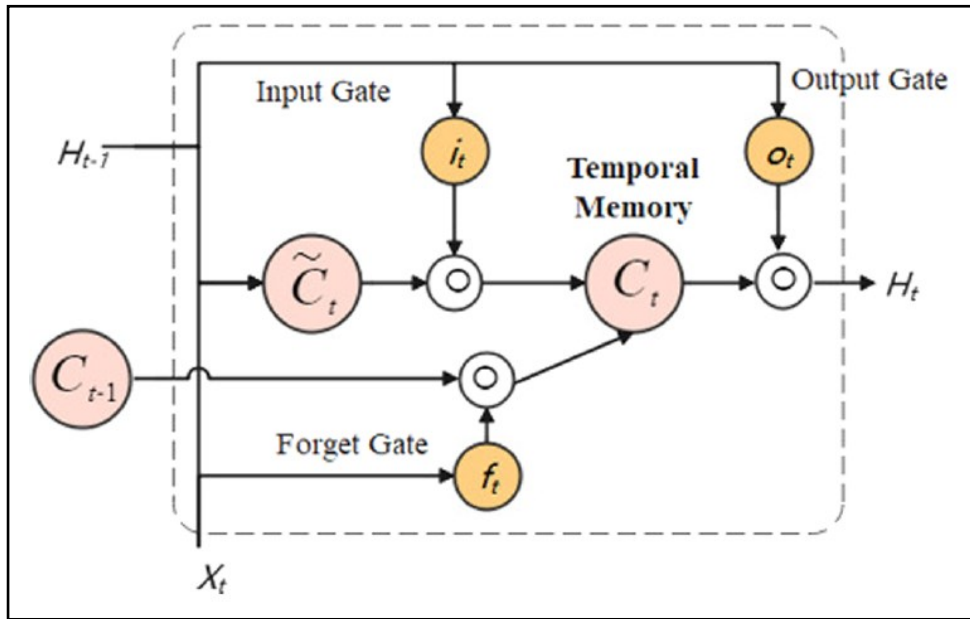 Input Gate
Output Gate
H_{t-1}
i_t
o_t
Temporal
Memory
C̃_t
C_t
H_t
C_{t-1}
Forget Gate
f_t
X_t